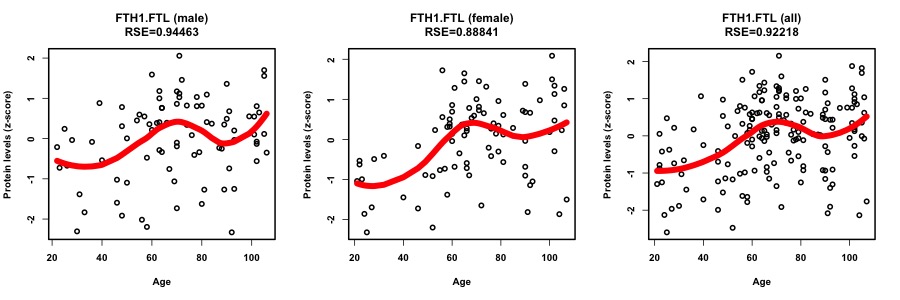 FTH1.FTL (male)
RSE=0.94463
Protein levels (z-score)
2
1
0
-1
-2
20
40
60
80
100
Age
FTH1.FTL (female)
RSE=0.88841
Protein levels (z-score)
2
1
0
-1
-2
20
40
60
80
100
Age
FTH1.FTL (all)
RSE=0.92218
Protein levels (z-score)
2
1
0
-1
-2
20
40
60
80
100
Age